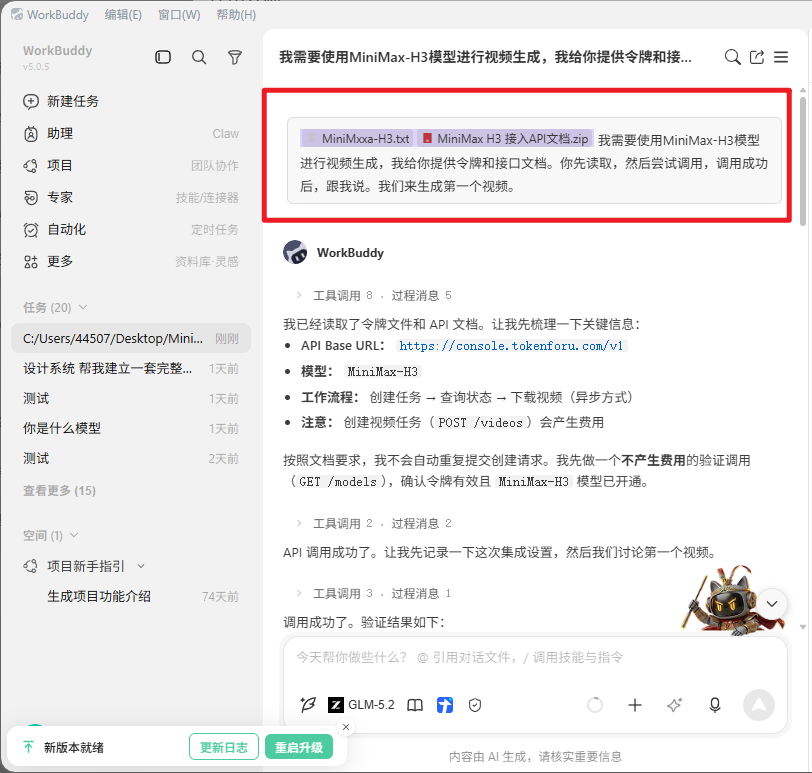 WorkBuddy 编辑(E) 窗口(W) 帮助(H)
WorkBuddy
v5.0.5
新建任务
助理 Claw
项目 团队协作
专家 技能/连接器
自动化 定时任务
更多 资料库·灵感
任务 (20)
C:/Users/44507/Desktop/Mini... 刚刚
设计系统 帮我建立一套完整... 1天前
测试 1天前
你是什么模型 1天前
测试 2天前
查看更多 (15)
空间 (1)
项目新手指引
生成项目功能介绍 74天前
新版本就绪 更新日志 重启升级
我需要使用MiniMax-H3模型进行视频生成，我给你提供令牌和接...
MiniMxxa-H3.txt MiniMax H3 接入API文档.zip 我需要使用MiniMax-H3模型
进行视频生成，我给你提供令牌和接口文档。你先读取，然后尝试调用，调用成功
后，跟我说。我们来生成第一个视频。
WorkBuddy
工具调用 8 · 过程消息 5
我已经读取了令牌文件和 API 文档。让我先梳理一下关键信息：
• API Base URL： https://console.tokenforu.com/v1
• 模型： MiniMax-H3
• 工作流程： 创建任务 → 查询状态 → 下载视频（异步方式）
• 注意： 创建视频任务（ POST /videos ）会产生费用
按照文档要求，我不会自动重复提交创建请求。我先做一个不产生费用的验证调用
（ GET /models ），确认令牌有效且 MiniMax-H3 模型已开通。
工具调用 2 · 过程消息 2
API 调用成功了。让我先记录一下这次集成设置，然后我们讨论第一个视频。
工具调用 3 · 过程消息 1
调用成功了。验证结果如下：
今天帮你做些什么？ @ 引用对话文件，/ 调用技能与指令
GLM-5.2
内容由 AI 生成，请核实重要信息